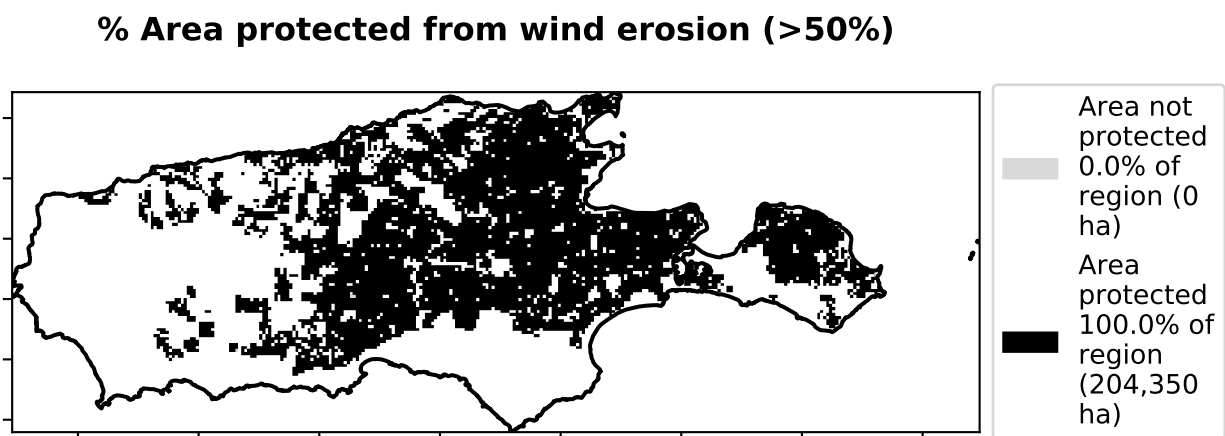 % Area protected from wind erosion (>50%)
Area not
protected
0.0% of
region (0
ha)
Area
protected
100.0% of
region
(204,350
ha)